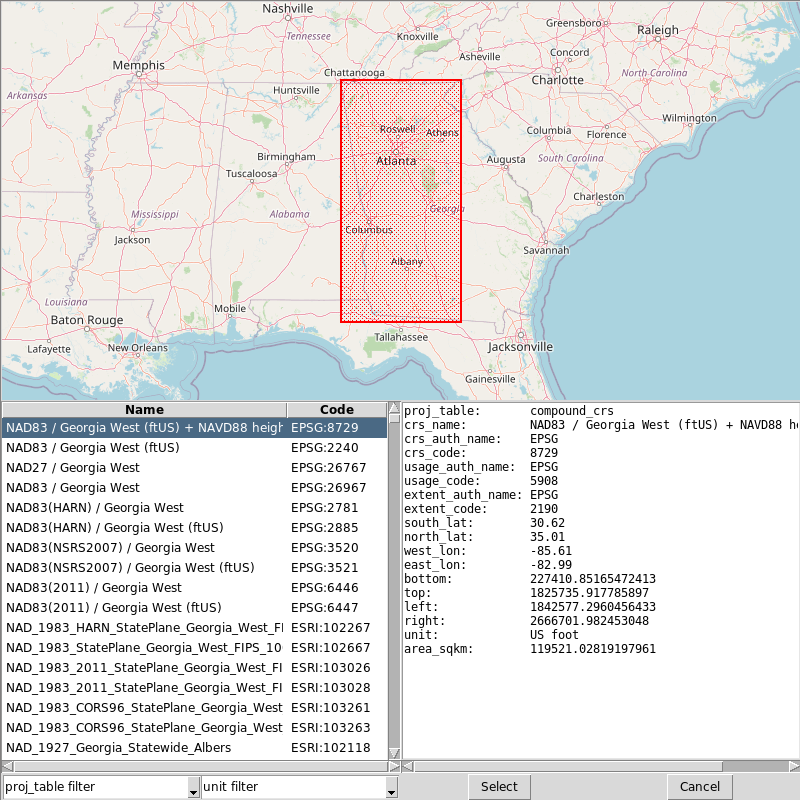 Nashville
Greensboro
Raleigh
Tennessee
Knoxville
Asheville
Concord
Memphis
Chattanooga
Charlotte
North Carolina
Arkansas
Huntsville
Wilmington
Roswell
Athens
Columbia
Florence
Birmingham
Atlanta
Augusta
South Carolina
Tuscaloosa
Charleston
Mississippi
Alabama
Georgia
Jackson
Columbus
Savannah
Albany
Louisiana
Mobile
Baton Rouge
Tallahassee
Lafayette
New Orleans
Jacksonville
Gainesville
Name Code
NAD83 / Georgia West (ftUS) + NAVD88 heigh EPSG:8729
NAD83 / Georgia West (ftUS) EPSG:2240
NAD27 / Georgia West EPSG:26767
NAD83 / Georgia West EPSG:26967
NAD83(HARN) / Georgia West EPSG:2781
NAD83(HARN) / Georgia West (ftUS) EPSG:2885
NAD83(NSRS2007) / Georgia West EPSG:3520
NAD83(NSRS2007) / Georgia West (ftUS) EPSG:3521
NAD83(2011) / Georgia West EPSG:6446
NAD83(2011) / Georgia West (ftUS) EPSG:6447
NAD_1983_HARN_StatePlane_Georgia_West_FI ESRI:102267
NAD_1983_StatePlane_Georgia_West_FIPS_10 ESRI:102667
NAD_1983_2011_StatePlane_Georgia_West_FI ESRI:103026
NAD_1983_2011_StatePlane_Georgia_West_FI ESRI:103028
NAD_1983_CORS96_StatePlane_Georgia_West ESRI:103261
NAD_1983_CORS96_StatePlane_Georgia_West ESRI:103263
NAD_1927_Georgia_Statewide_Albers ESRI:102118
proj_table: compound_crs
crs_name: NAD83 / Georgia West (ftUS) + NAVD88 he
crs_auth_name: EPSG
crs_code: 8729
usage_auth_name: EPSG
usage_code: 5908
extent_auth_name: EPSG
extent_code: 2190
south_lat: 30.62
north_lat: 35.01
west_lon: -85.61
east_lon: -82.99
bottom: 227410.85165472413
top: 1825735.917785897
left: 1842577.2960456433
right: 2666701.982453048
unit: US foot
area_sqkm: 119521.02819197961
proj_table filter
unit filter
Select
Cancel